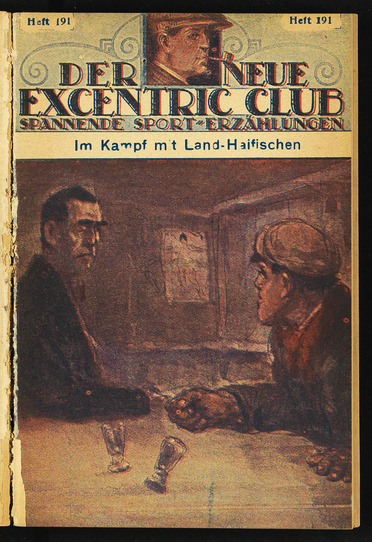 Heft 191
Heft 191
DER NEUE
EXCENTRIC CLUB
SPANNENDE SPORT-ERZÄHLUNGEN
Im Kampf mit Land-Haifischen